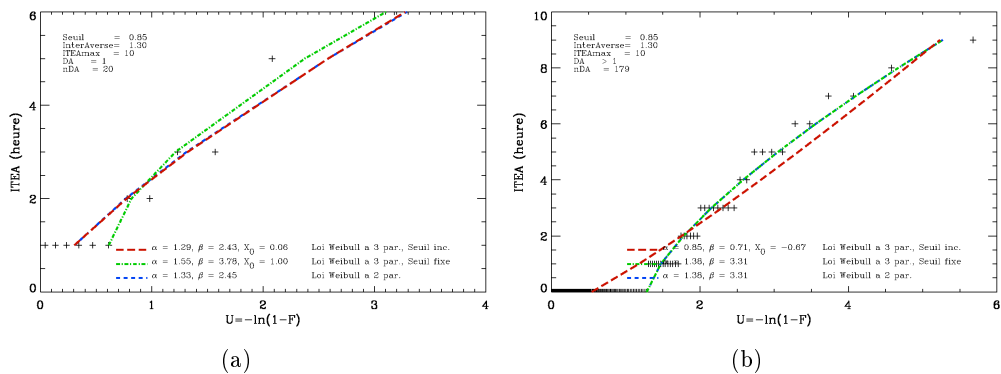 Seuil = 0.85
InterAverse= 1.30
ITEAmax = 10
DA = 1
nDA = 20
ITEA (heure)
6
4
2
0
α = 1.29, β = 2.43, X0 = 0.06 Loi Weibull a 3 par., Seuil inc.
α = 1.55, β = 3.78, X0 = 1.00 Loi Weibull a 3 par., Seuil fixe
α = 1.33, β = 2.45 Loi Weibull a 2 par.
0 1 2 3 4
U=-ln(1-F)
(a)
Seuil = 0.85
InterAverse= 1.30
ITEAmax = 10
DA > 1
nDA = 179
ITEA (heure)
10
8
6
4
2
0
α = 0.85, β = 0.71, X0 = -0.67 Loi Weibull a 3 par., Seuil inc.
1.38, β = 3.31 Loi Weibull a 3 par., Seuil fixe
α = 1.38, β = 3.31 Loi Weibull a 2 par.
0 2 4 6
U=-ln(1-F)
(b)